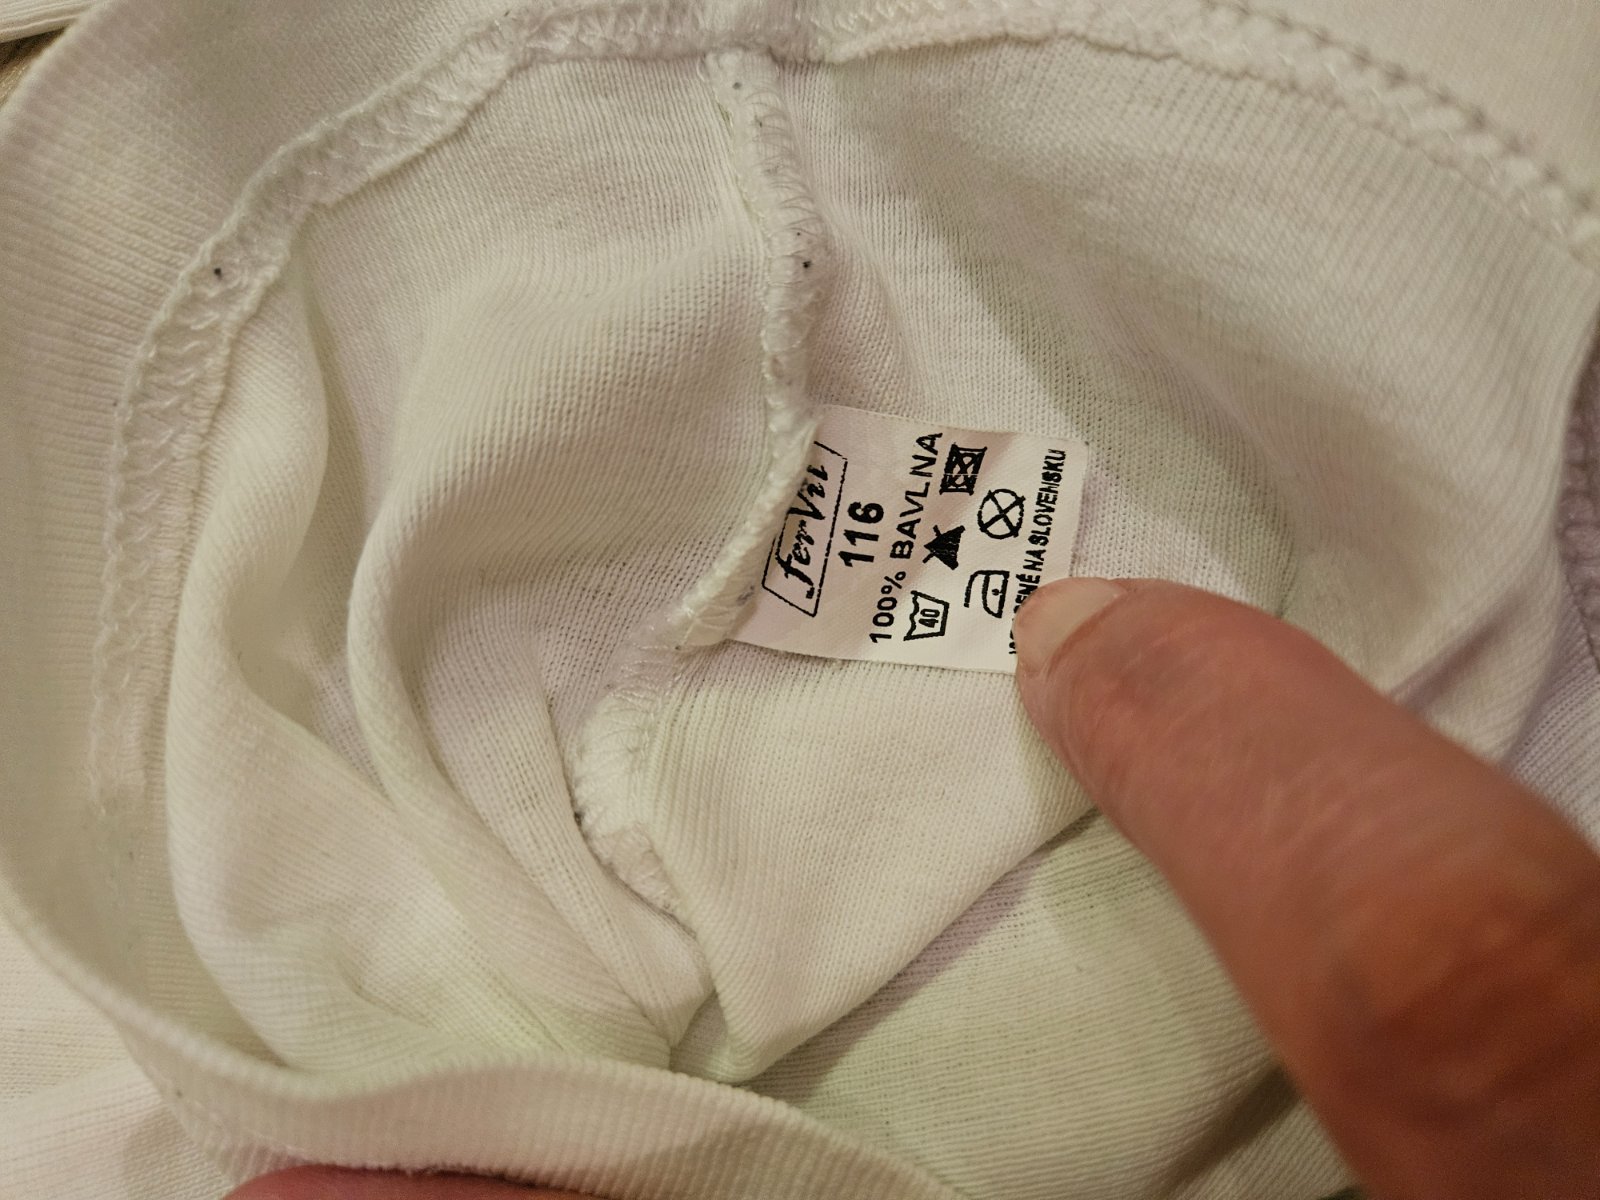 ferVit
116
100% BAVLNA
40
NA SLOVENSKU